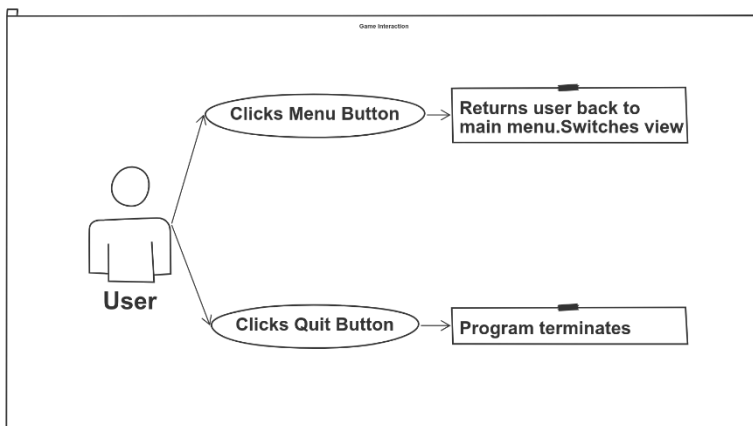 Game Interaction
Clicks Menu Button
Returns user back to
main menu.Switches view
User
Clicks Quit Button
Program terminates